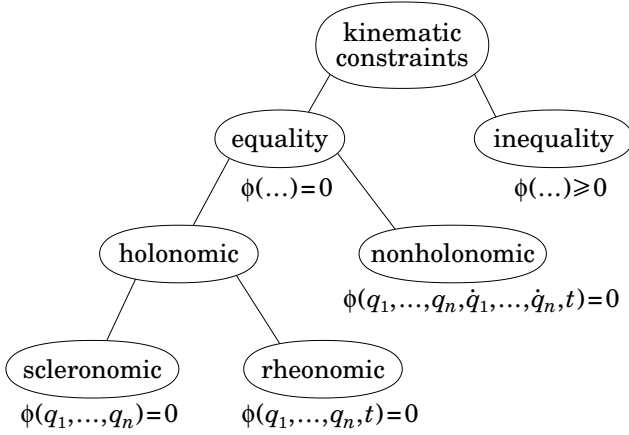 kinematic
constraints
equality
inequality
ϕ(...)=0
ϕ(...)⩾0
holonomic
nonholonomic
ϕ(q₁,...,qₙ,q̇₁,...,q̇ₙ,t)=0
scleronomic
rheonomic
ϕ(q₁,...,qₙ)=0
ϕ(q₁,...,qₙ,t)=0